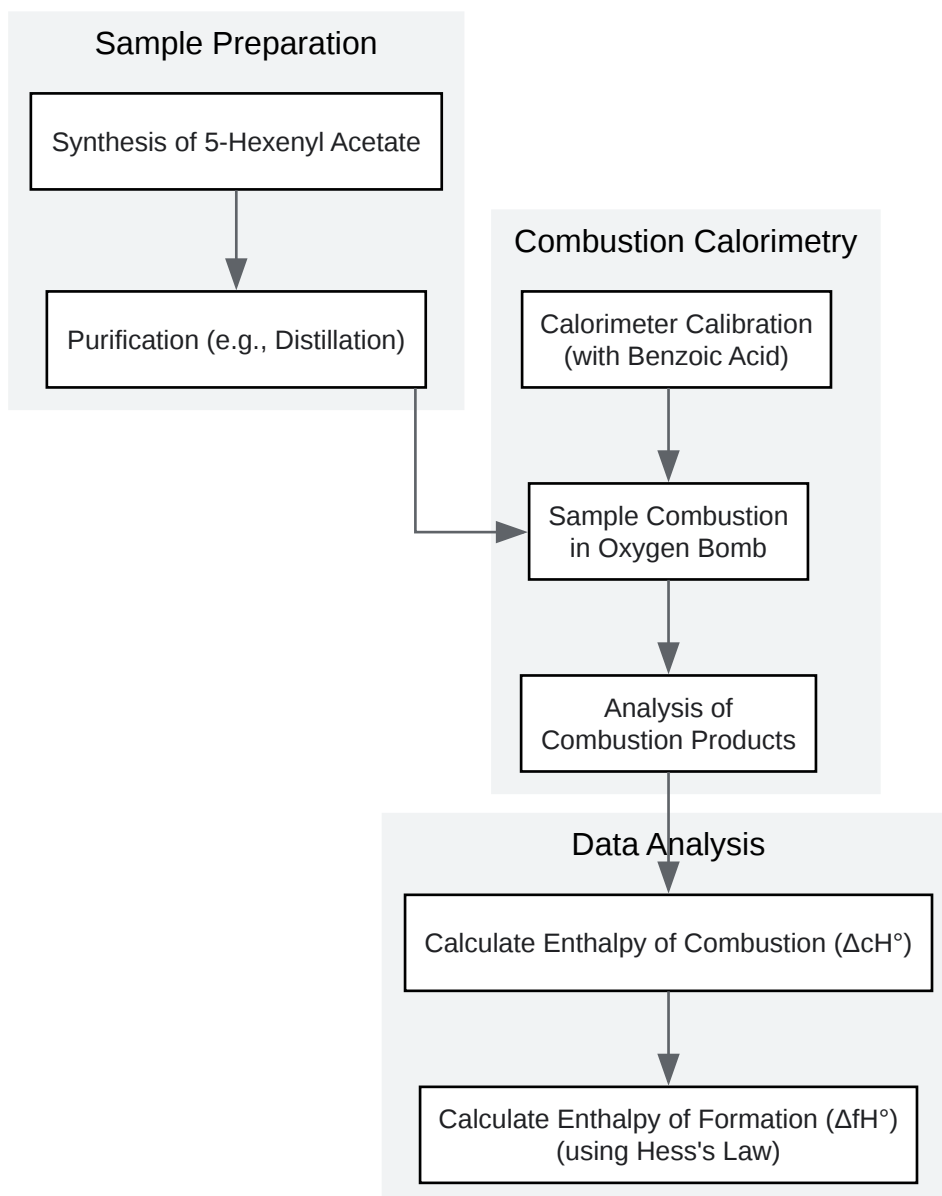 Sample Preparation
Synthesis of 5-Hexenyl Acetate
Purification (e.g., Distillation)
Combustion Calorimetry
Calorimeter Calibration
(with Benzoic Acid)
Sample Combustion
in Oxygen Bomb
Analysis of
Combustion Products
Data Analysis
Calculate Enthalpy of Combustion (ΔcH°)
Calculate Enthalpy of Formation (ΔfH°)
(using Hess's Law)